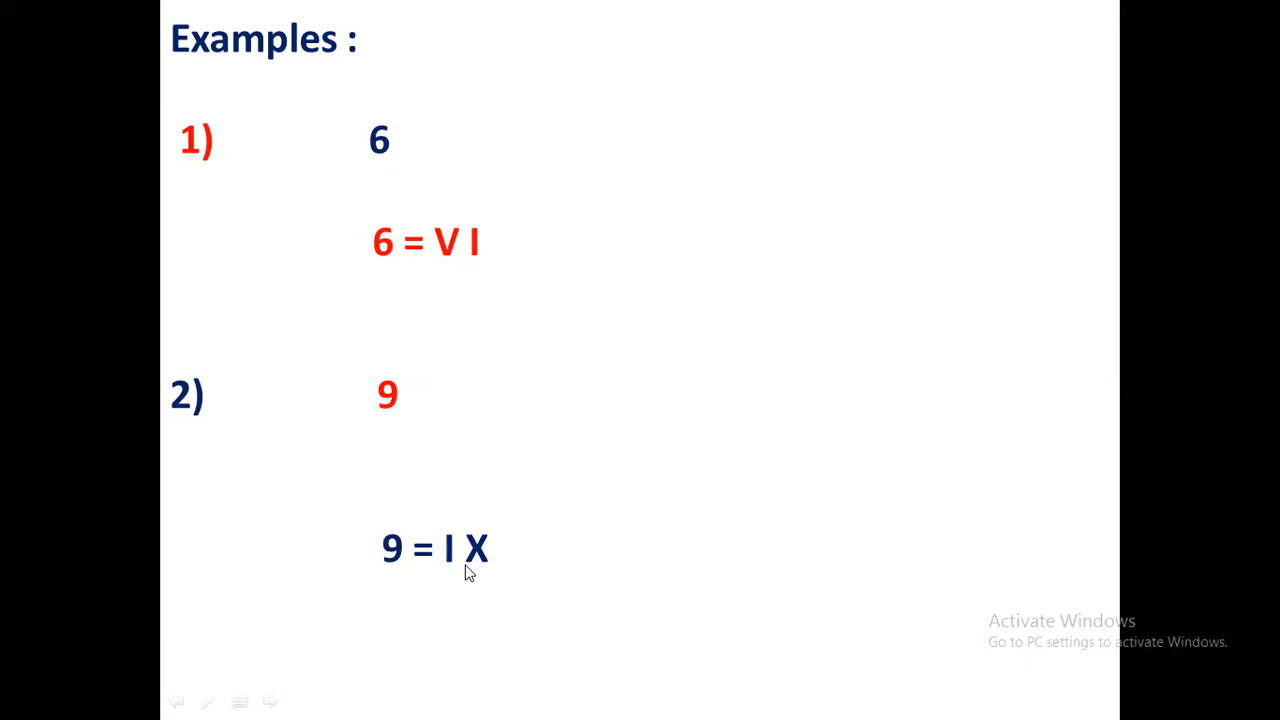 Examples :
1) 6
6 = V I
2) 9
9 = I X
Activate Windows
Go to PC settings to activate Windows.